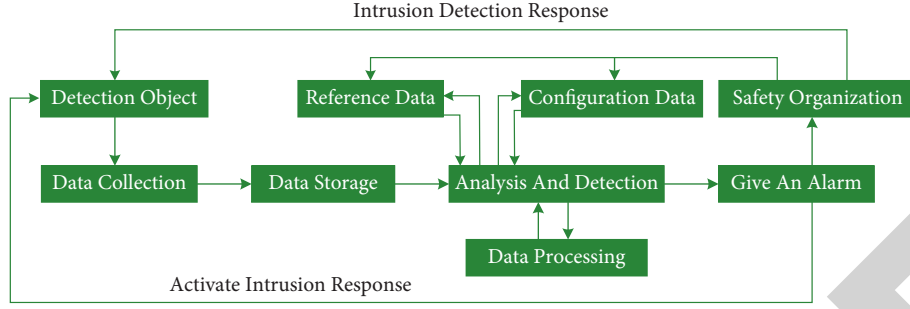 Intrusion Detection Response
Detection Object
Reference Data
Configuration Data
Safety Organization
Data Collection
Data Storage
Analysis And Detection
Give An Alarm
Data Processing
Activate Intrusion Response